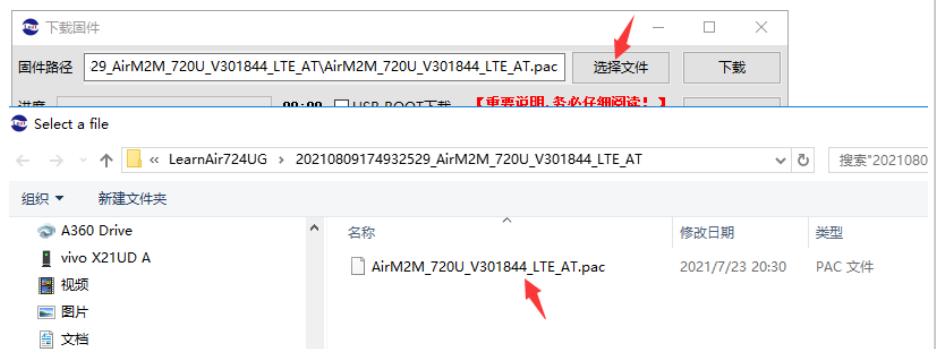 下载固件
固件路径 29_AirM2M_720U_V301844_LTE_AT\AirM2M_720U_V301844_LTE_AT.pac 选择文件 下载
进度 00:00 USB BOOT下载 【重要说明,务必仔细阅读!】
Select a file
« LearnAir724UG › 20210809174932529_AirM2M_720U_V301844_LTE_AT 搜索"2021080
组织 新建文件夹
名称 修改日期 类型
A360 Drive
AirM2M_720U_V301844_LTE_AT.pac 2021/7/23 20:30 PAC 文件
vivo X21UD A
视频
图片
文档